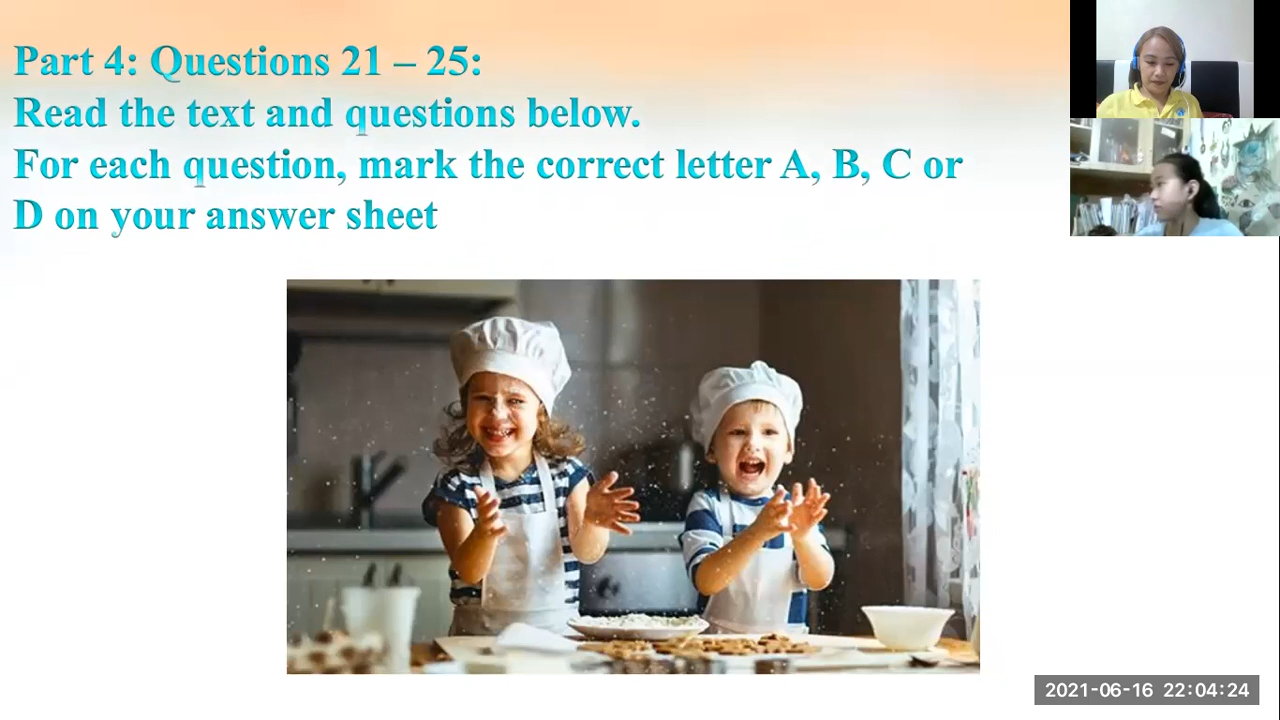 Part 4: Questions 21 – 25:
Read the text and questions below.
For each question, mark the correct letter A, B, C or
D on your answer sheet
2021-06-16 22:04:24